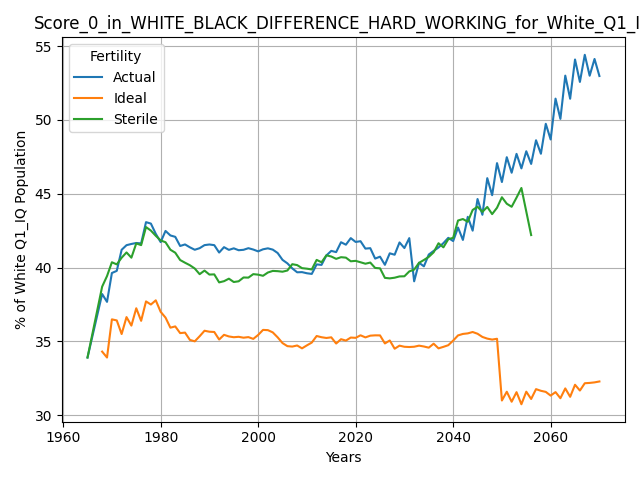 Score_0_in_WHITE_BLACK_DIFFERENCE_HARD_WORKING_for_White_Q1_I
Fertility
Actual
Ideal
Sterile
% of White Q1_IQ Population
55
50
45
40
35
30
1960
1980
2000
2020
2040
2060
Years